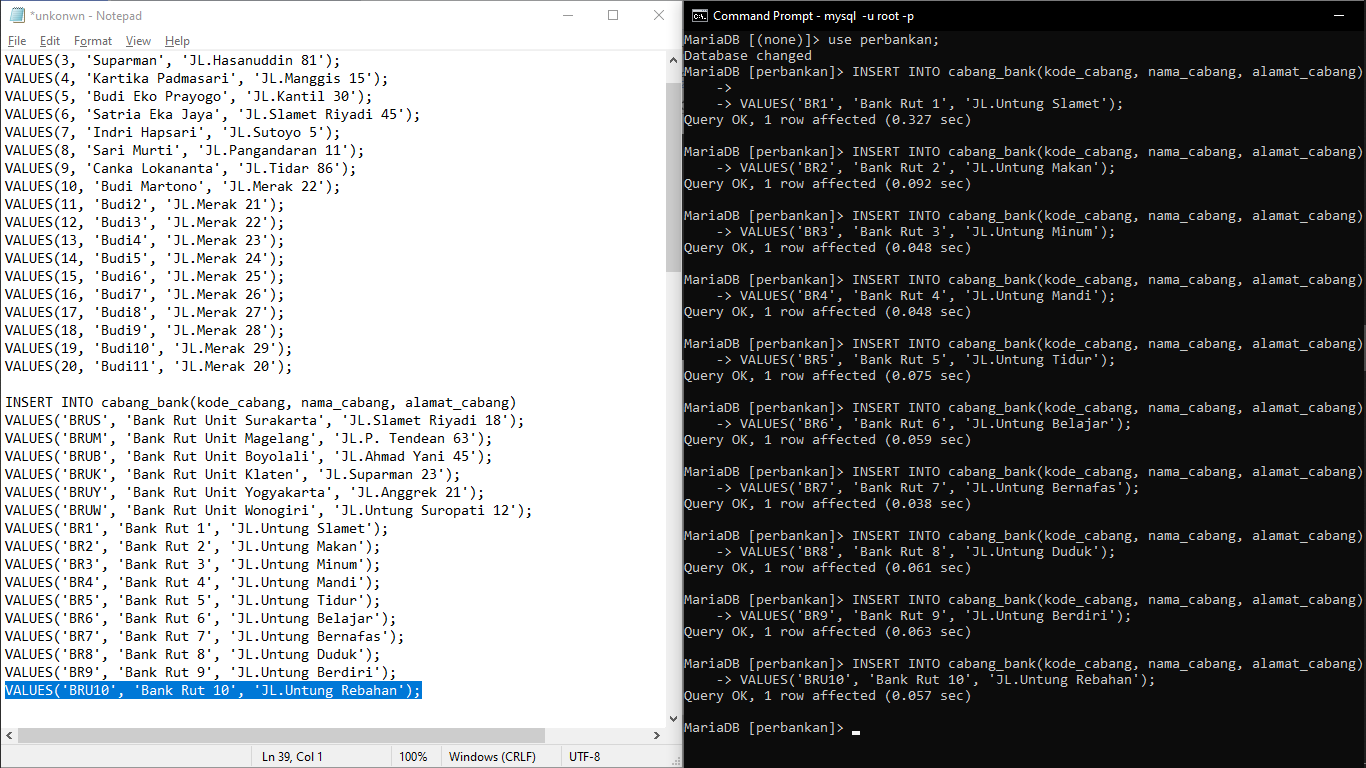 *unkonwn - Notepad
File Edit Format View Help
VALUES(3, 'Suparman', 'JL.Hasanuddin 81');
VALUES(4, 'Kartika Padmasari', 'JL.Manggis 15');
VALUES(5, 'Budi Eko Prayogo', 'JL.Kantil 30');
VALUES(6, 'Satria Eka Jaya', 'JL.Slamet Riyadi 45');
VALUES(7, 'Indri Hapsari', 'JL.Sutoyo 5');
VALUES(8, 'Sari Murti', 'JL.Pangandaran 11');
VALUES(9, 'Canka Lokananta', 'JL.Tidar 86');
VALUES(10, 'Budi Martono', 'JL.Merak 22');
VALUES(11, 'Budi2', 'JL.Merak 21');
VALUES(12, 'Budi3', 'JL.Merak 22');
VALUES(13, 'Budi4', 'JL.Merak 23');
VALUES(14, 'Budi5', 'JL.Merak 24');
VALUES(15, 'Budi6', 'JL.Merak 25');
VALUES(16, 'Budi7', 'JL.Merak 26');
VALUES(17, 'Budi8', 'JL.Merak 27');
VALUES(18, 'Budi9', 'JL.Merak 28');
VALUES(19, 'Budi10', 'JL.Merak 29');
VALUES(20, 'Budi11', 'JL.Merak 20');
INSERT INTO cabang_bank(kode_cabang, nama_cabang, alamat_cabang)
VALUES('BRUS', 'Bank Rut Unit Surakarta', 'JL.Slamet Riyadi 18');
VALUES('BRUM', 'Bank Rut Unit Magelang', 'JL.P. Tendean 63');
VALUES('BRUB', 'Bank Rut Unit Boyolali', 'JL.Ahmad Yani 45');
VALUES('BRUK', 'Bank Rut Unit Klaten', 'JL.Suparman 23');
VALUES('BRUY', 'Bank Rut Unit Yogyakarta', 'JL.Anggrek 21');
VALUES('BRUW', 'Bank Rut Unit Wonogiri', 'JL.Untung Suropati 12');
VALUES('BR1', 'Bank Rut 1', 'JL.Untung Slamet');
VALUES('BR2', 'Bank Rut 2', 'JL.Untung Makan');
VALUES('BR3', 'Bank Rut 3', 'JL.Untung Minum');
VALUES('BR4', 'Bank Rut 4', 'JL.Untung Mandi');
VALUES('BR5', 'Bank Rut 5', 'JL.Untung Tidur');
VALUES('BR6', 'Bank Rut 6', 'JL.Untung Belajar');
VALUES('BR7', 'Bank Rut 7', 'JL.Untung Bernafas');
VALUES('BR8', 'Bank Rut 8', 'JL.Untung Duduk');
VALUES('BR9', 'Bank Rut 9', 'JL.Untung Berdiri');
VALUES('BRU10', 'Bank Rut 10', 'JL.Untung Rebahan');
Ln 39, Col 1 100% Windows (CRLF) UTF-8
Command Prompt - mysql -u root -p
MariaDB [(none)]> use perbankan;
Database changed
MariaDB [perbankan]> INSERT INTO cabang_bank(kode_cabang, nama_cabang, alamat_cabang)
->
-> VALUES('BR1', 'Bank Rut 1', 'JL.Untung Slamet');
Query OK, 1 row affected (0.327 sec)
MariaDB [perbankan]> INSERT INTO cabang_bank(kode_cabang, nama_cabang, alamat_cabang)
-> VALUES('BR2', 'Bank Rut 2', 'JL.Untung Makan');
Query OK, 1 row affected (0.092 sec)
MariaDB [perbankan]> INSERT INTO cabang_bank(kode_cabang, nama_cabang, alamat_cabang)
-> VALUES('BR3', 'Bank Rut 3', 'JL.Untung Minum');
Query OK, 1 row affected (0.048 sec)
MariaDB [perbankan]> INSERT INTO cabang_bank(kode_cabang, nama_cabang, alamat_cabang)
-> VALUES('BR4', 'Bank Rut 4', 'JL.Untung Mandi');
Query OK, 1 row affected (0.048 sec)
MariaDB [perbankan]> INSERT INTO cabang_bank(kode_cabang, nama_cabang, alamat_cabang)
-> VALUES('BR5', 'Bank Rut 5', 'JL.Untung Tidur');
Query OK, 1 row affected (0.075 sec)
MariaDB [perbankan]> INSERT INTO cabang_bank(kode_cabang, nama_cabang, alamat_cabang)
-> VALUES('BR6', 'Bank Rut 6', 'JL.Untung Belajar');
Query OK, 1 row affected (0.059 sec)
MariaDB [perbankan]> INSERT INTO cabang_bank(kode_cabang, nama_cabang, alamat_cabang)
-> VALUES('BR7', 'Bank Rut 7', 'JL.Untung Bernafas');
Query OK, 1 row affected (0.038 sec)
MariaDB [perbankan]> INSERT INTO cabang_bank(kode_cabang, nama_cabang, alamat_cabang)
-> VALUES('BR8', 'Bank Rut 8', 'JL.Untung Duduk');
Query OK, 1 row affected (0.061 sec)
MariaDB [perbankan]> INSERT INTO cabang_bank(kode_cabang, nama_cabang, alamat_cabang)
-> VALUES('BR9', 'Bank Rut 9', 'JL.Untung Berdiri');
Query OK, 1 row affected (0.063 sec)
MariaDB [perbankan]> INSERT INTO cabang_bank(kode_cabang, nama_cabang, alamat_cabang)
-> VALUES('BRU10', 'Bank Rut 10', 'JL.Untung Rebahan');
Query OK, 1 row affected (0.057 sec)
MariaDB [perbankan]>